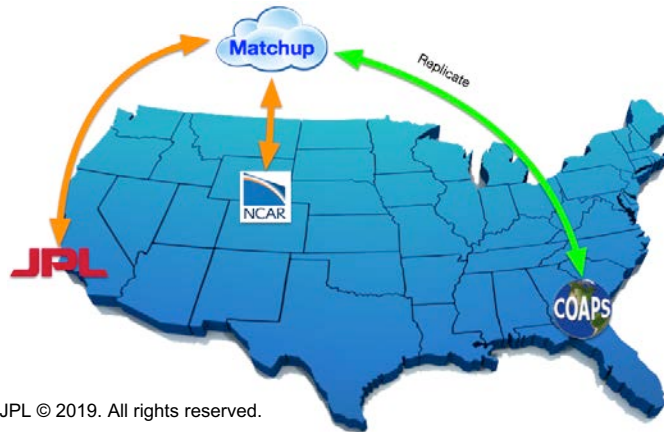 Matchup
Replicate
NCAR
JPL
COAPS
JPL © 2019. All rights reserved.